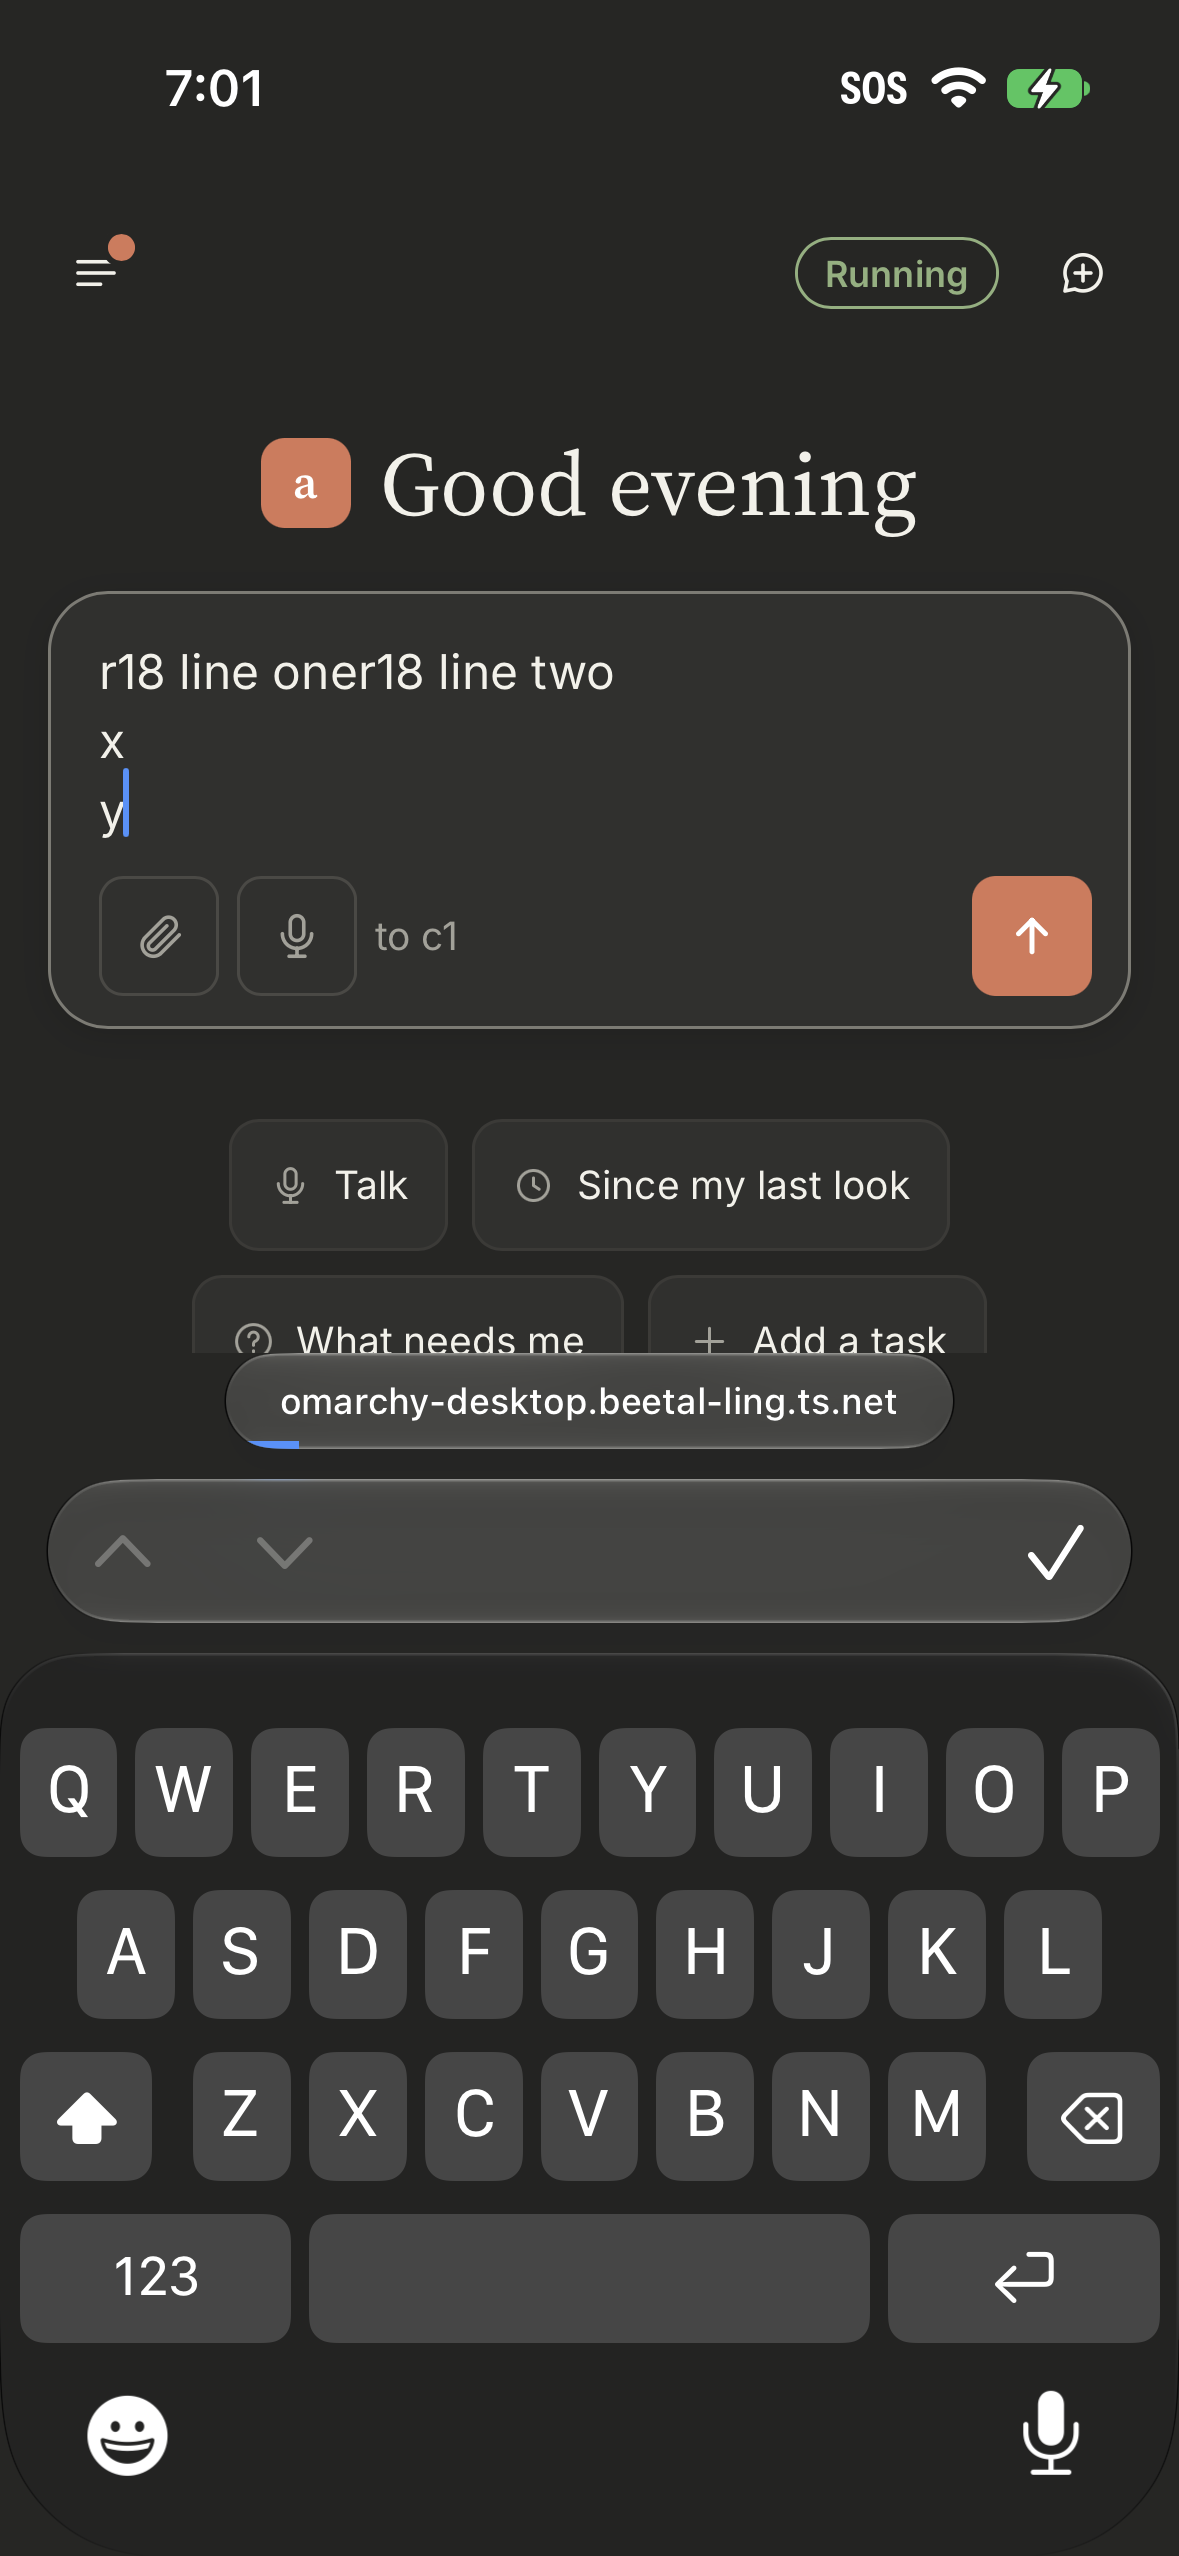 7:01
SOS
Running
a Good evening
r18 line oner18 line two
x
y
to c1
Talk
Since my last look
What needs me
Add a task
omarchy-desktop.beetal-ling.ts.net
Q W E R T Y U I O P
A S D F G H J K L
Z X C V B N M
123